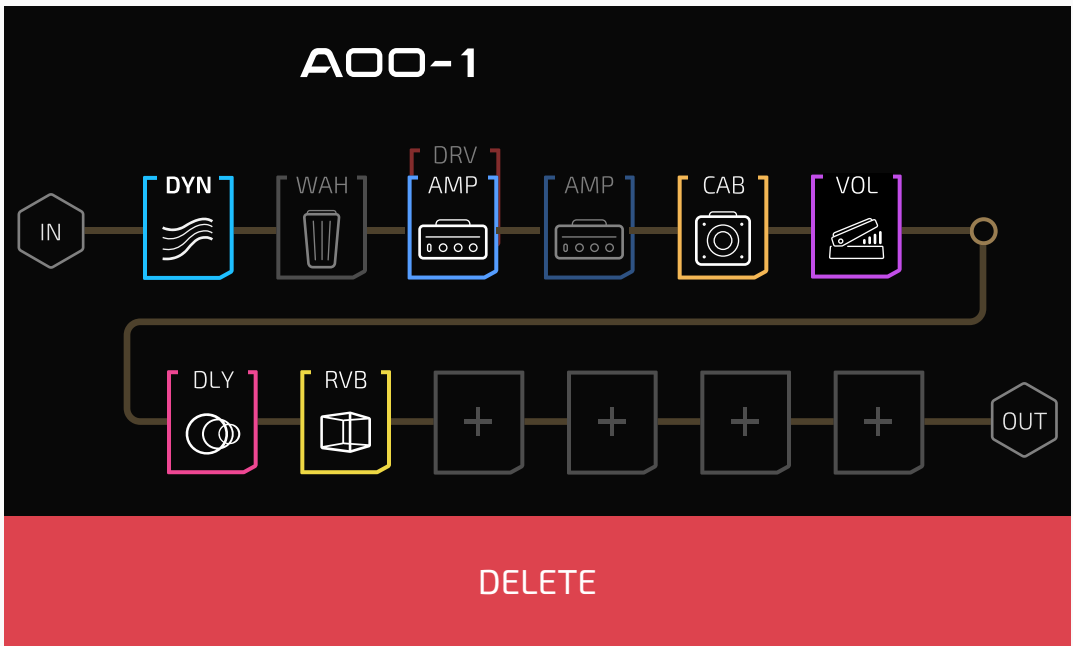 A00-1
DRV
DYN WAH AMP AMP CAB VOL
IN
DLY RVB
OUT
DELETE